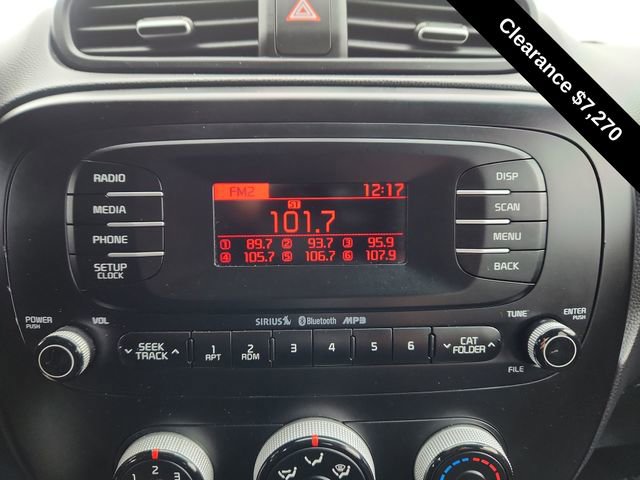 Clearance $7,270
RADIO
MEDIA
PHONE
SETUP
CLOCK
FM2 12:17
ST
101.7
1 89.7 2 93.7 3 95.9
4 105.7 5 106.7 6 107.9
DISP
SCAN
MENU
BACK
POWER
PUSH
VOL
SIRIUS Bluetooth MP3
TUNE
ENTER
PUSH
SEEK
TRACK
1
RPT
2
RDM
3
4
5
6
CAT
FOLDER
FILE
3
2